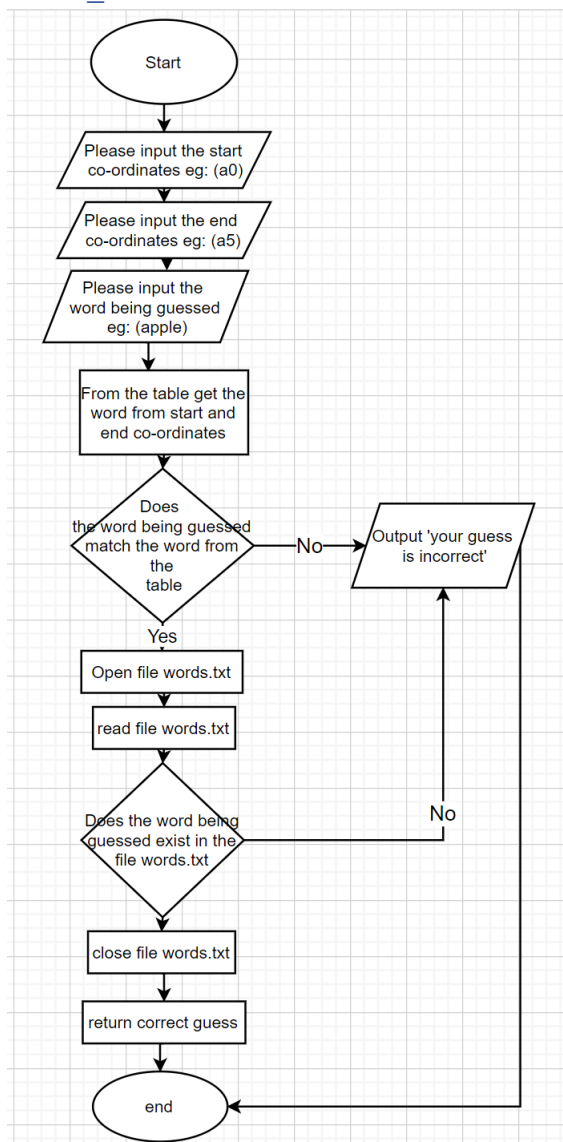 Start
Please input the start
co-ordinates eg: (a0)
Please input the end
co-ordinates eg: (a5)
Please input the
word being guessed
eg: (apple)
From the table get the
word from start and
end co-ordinates
Does
the word being guessed
match the word from
the
table
No
Output 'your guess
is incorrect'
Yes
Open file words.txt
read file words.txt
Does the word being
guessed exist in the
file words.txt
No
close file words.txt
return correct guess
end